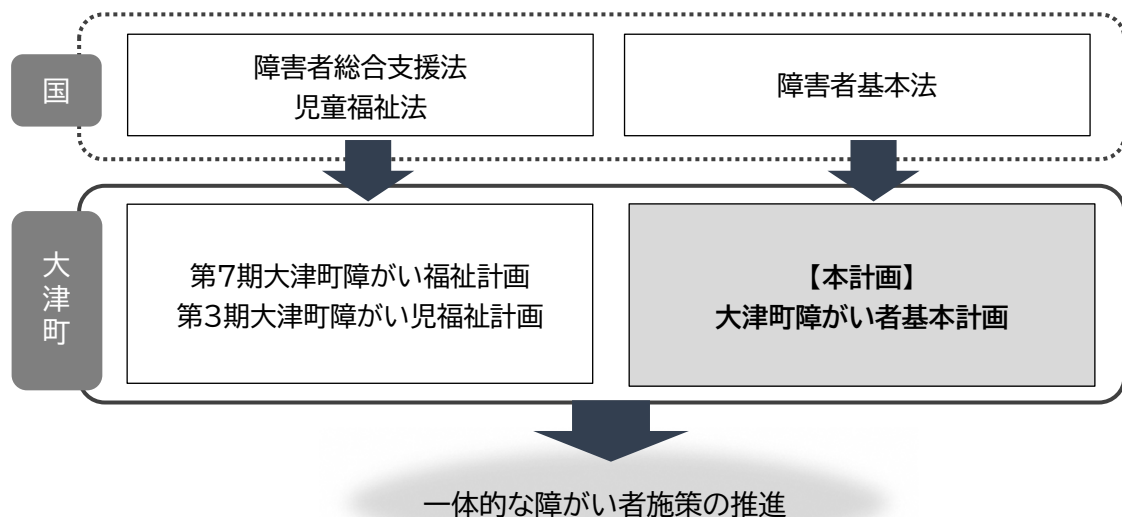 国
障害者総合支援法
児童福祉法
障害者基本法
大津町
第7期大津町障がい福祉計画
第3期大津町障がい児福祉計画
【本計画】
大津町障がい者基本計画
一体的な障がい者施策の推進